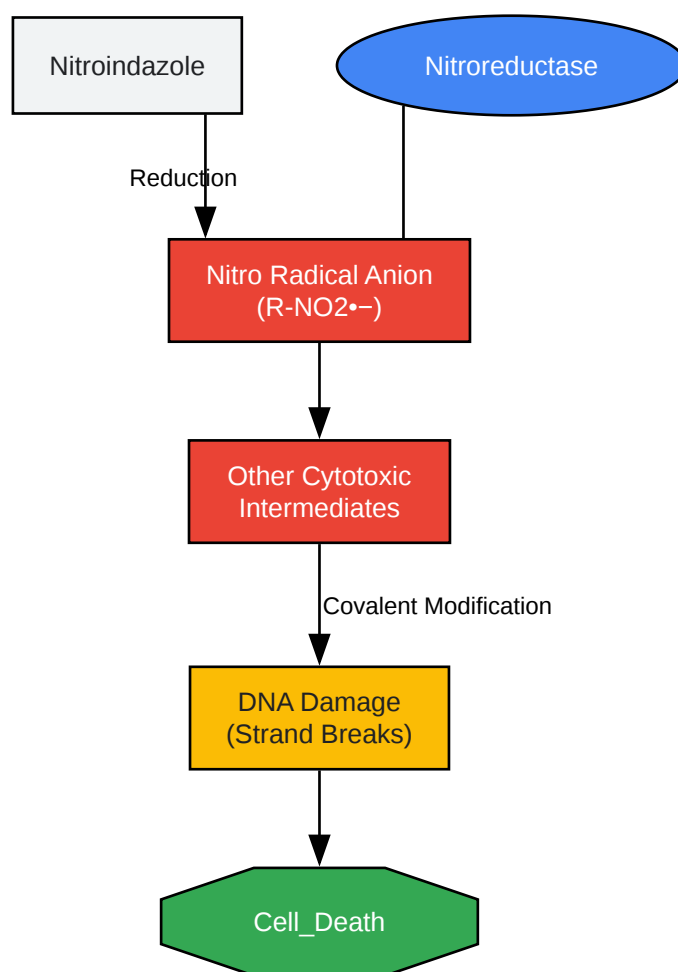 Nitroindazole
Nitroreductase
Reduction
Nitro Radical Anion
(R-NO2•−)
Other Cytotoxic
Intermediates
Covalent Modification
DNA Damage
(Strand Breaks)
Cell_Death